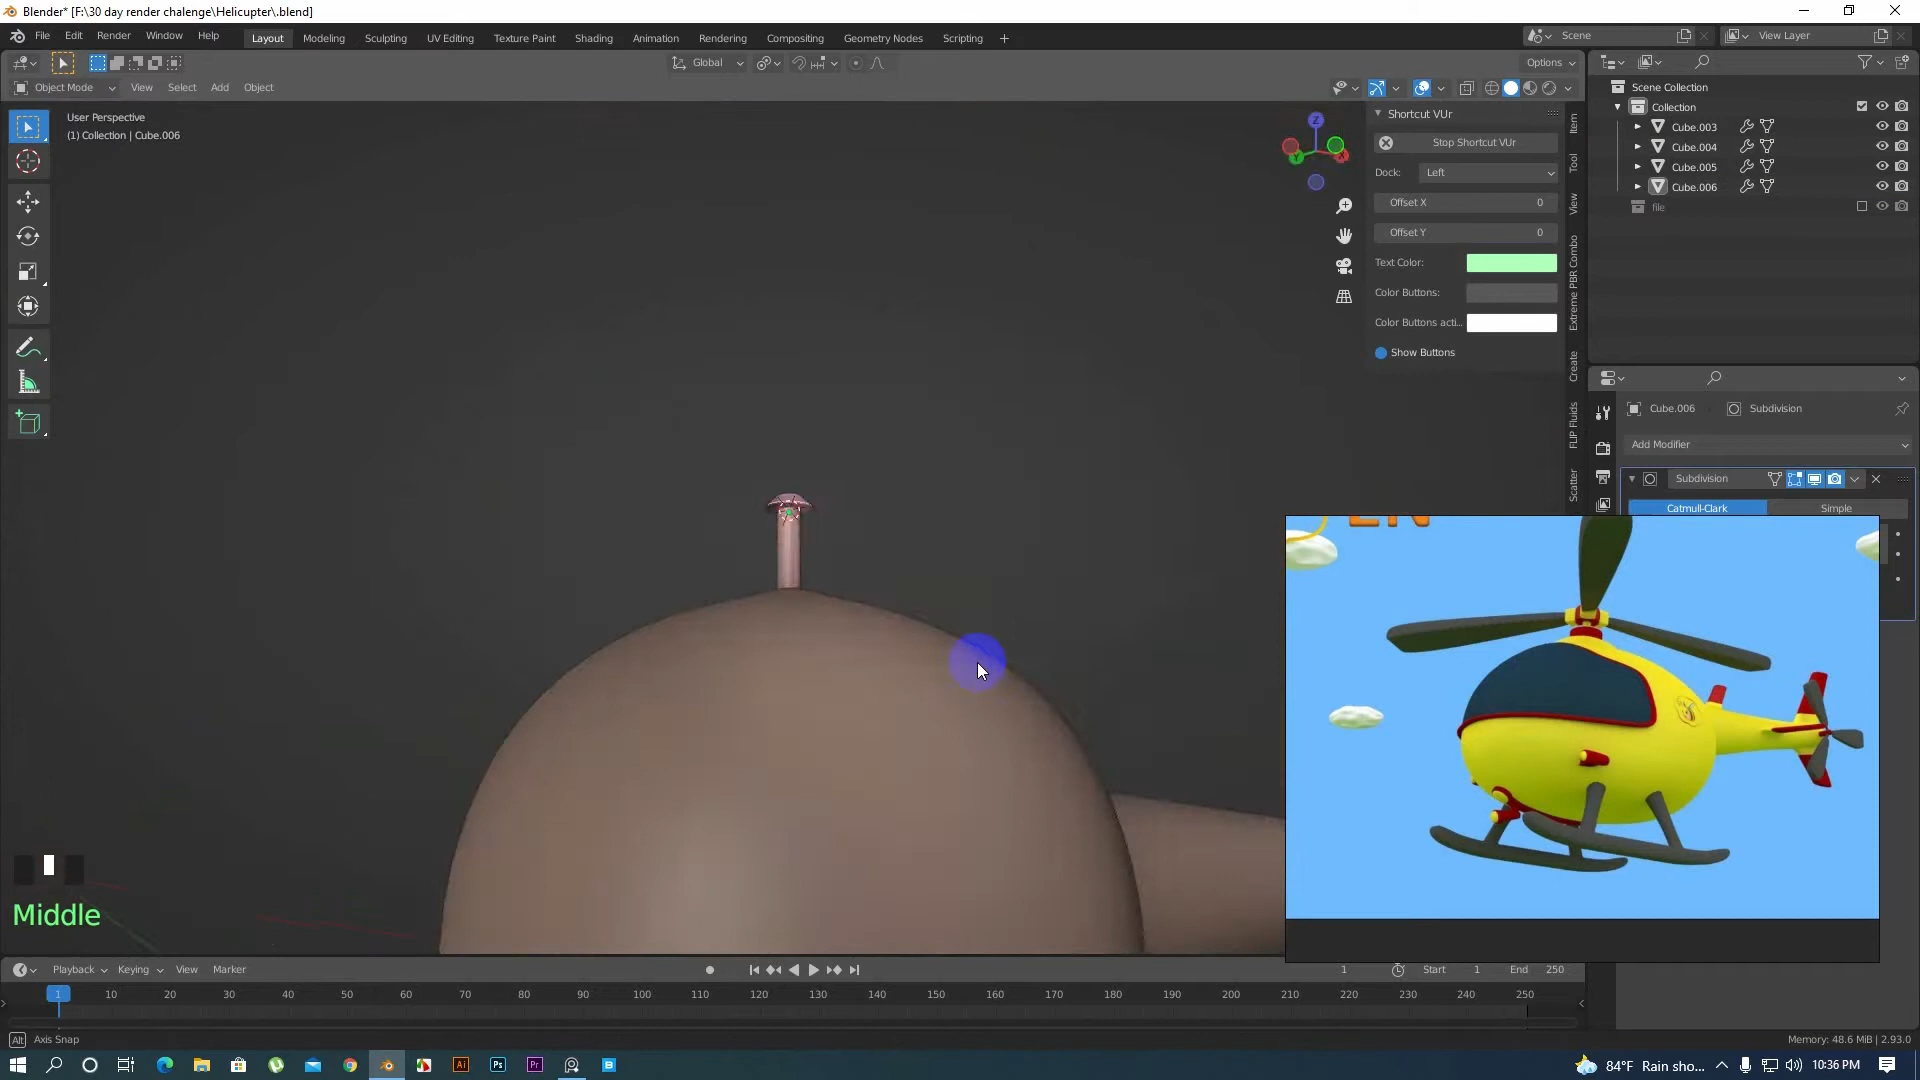 Blender* [F:\30 day render chalenge\Helicupter\.blend]
File Edit Render Window Help Layout Modeling Sculpting UV Editing Texture Paint Shading Animation Rendering Compositing Geometry Nodes Scripting + Scene View Layer
Global Options
Object Mode View Select Add Object
User Perspective
(1) Collection | Cube.006
Shortcut VUr
Stop Shortcut VUr
Dock: Left
Offset X 0
Offset Y 0
Text Color:
Color Buttons:
Color Buttons acti...
Show Buttons
Item
Tool
View
Extreme PBR Combo
Create
FLIP Fluids
Scatter
Z
Y
X
Scene Collection
Collection
Cube.003
Cube.004
Cube.005
Cube.006
file
Cube.006 Subdivision
Add Modifier
Subdivision
Catmull-Clark Simple
EN
Middle
Playback Keying View Marker 1 Start 1 End 250
1 10 20 30 40 50 60 70 80 90 100 110 120 130 140 150 160 170 180 190 200 210 220 230 240 250
Alt Axis Snap
Memory: 48.6 MiB | 2.93.0
Ai Ps Pr B 84°F Rain sho... 10:36 PM